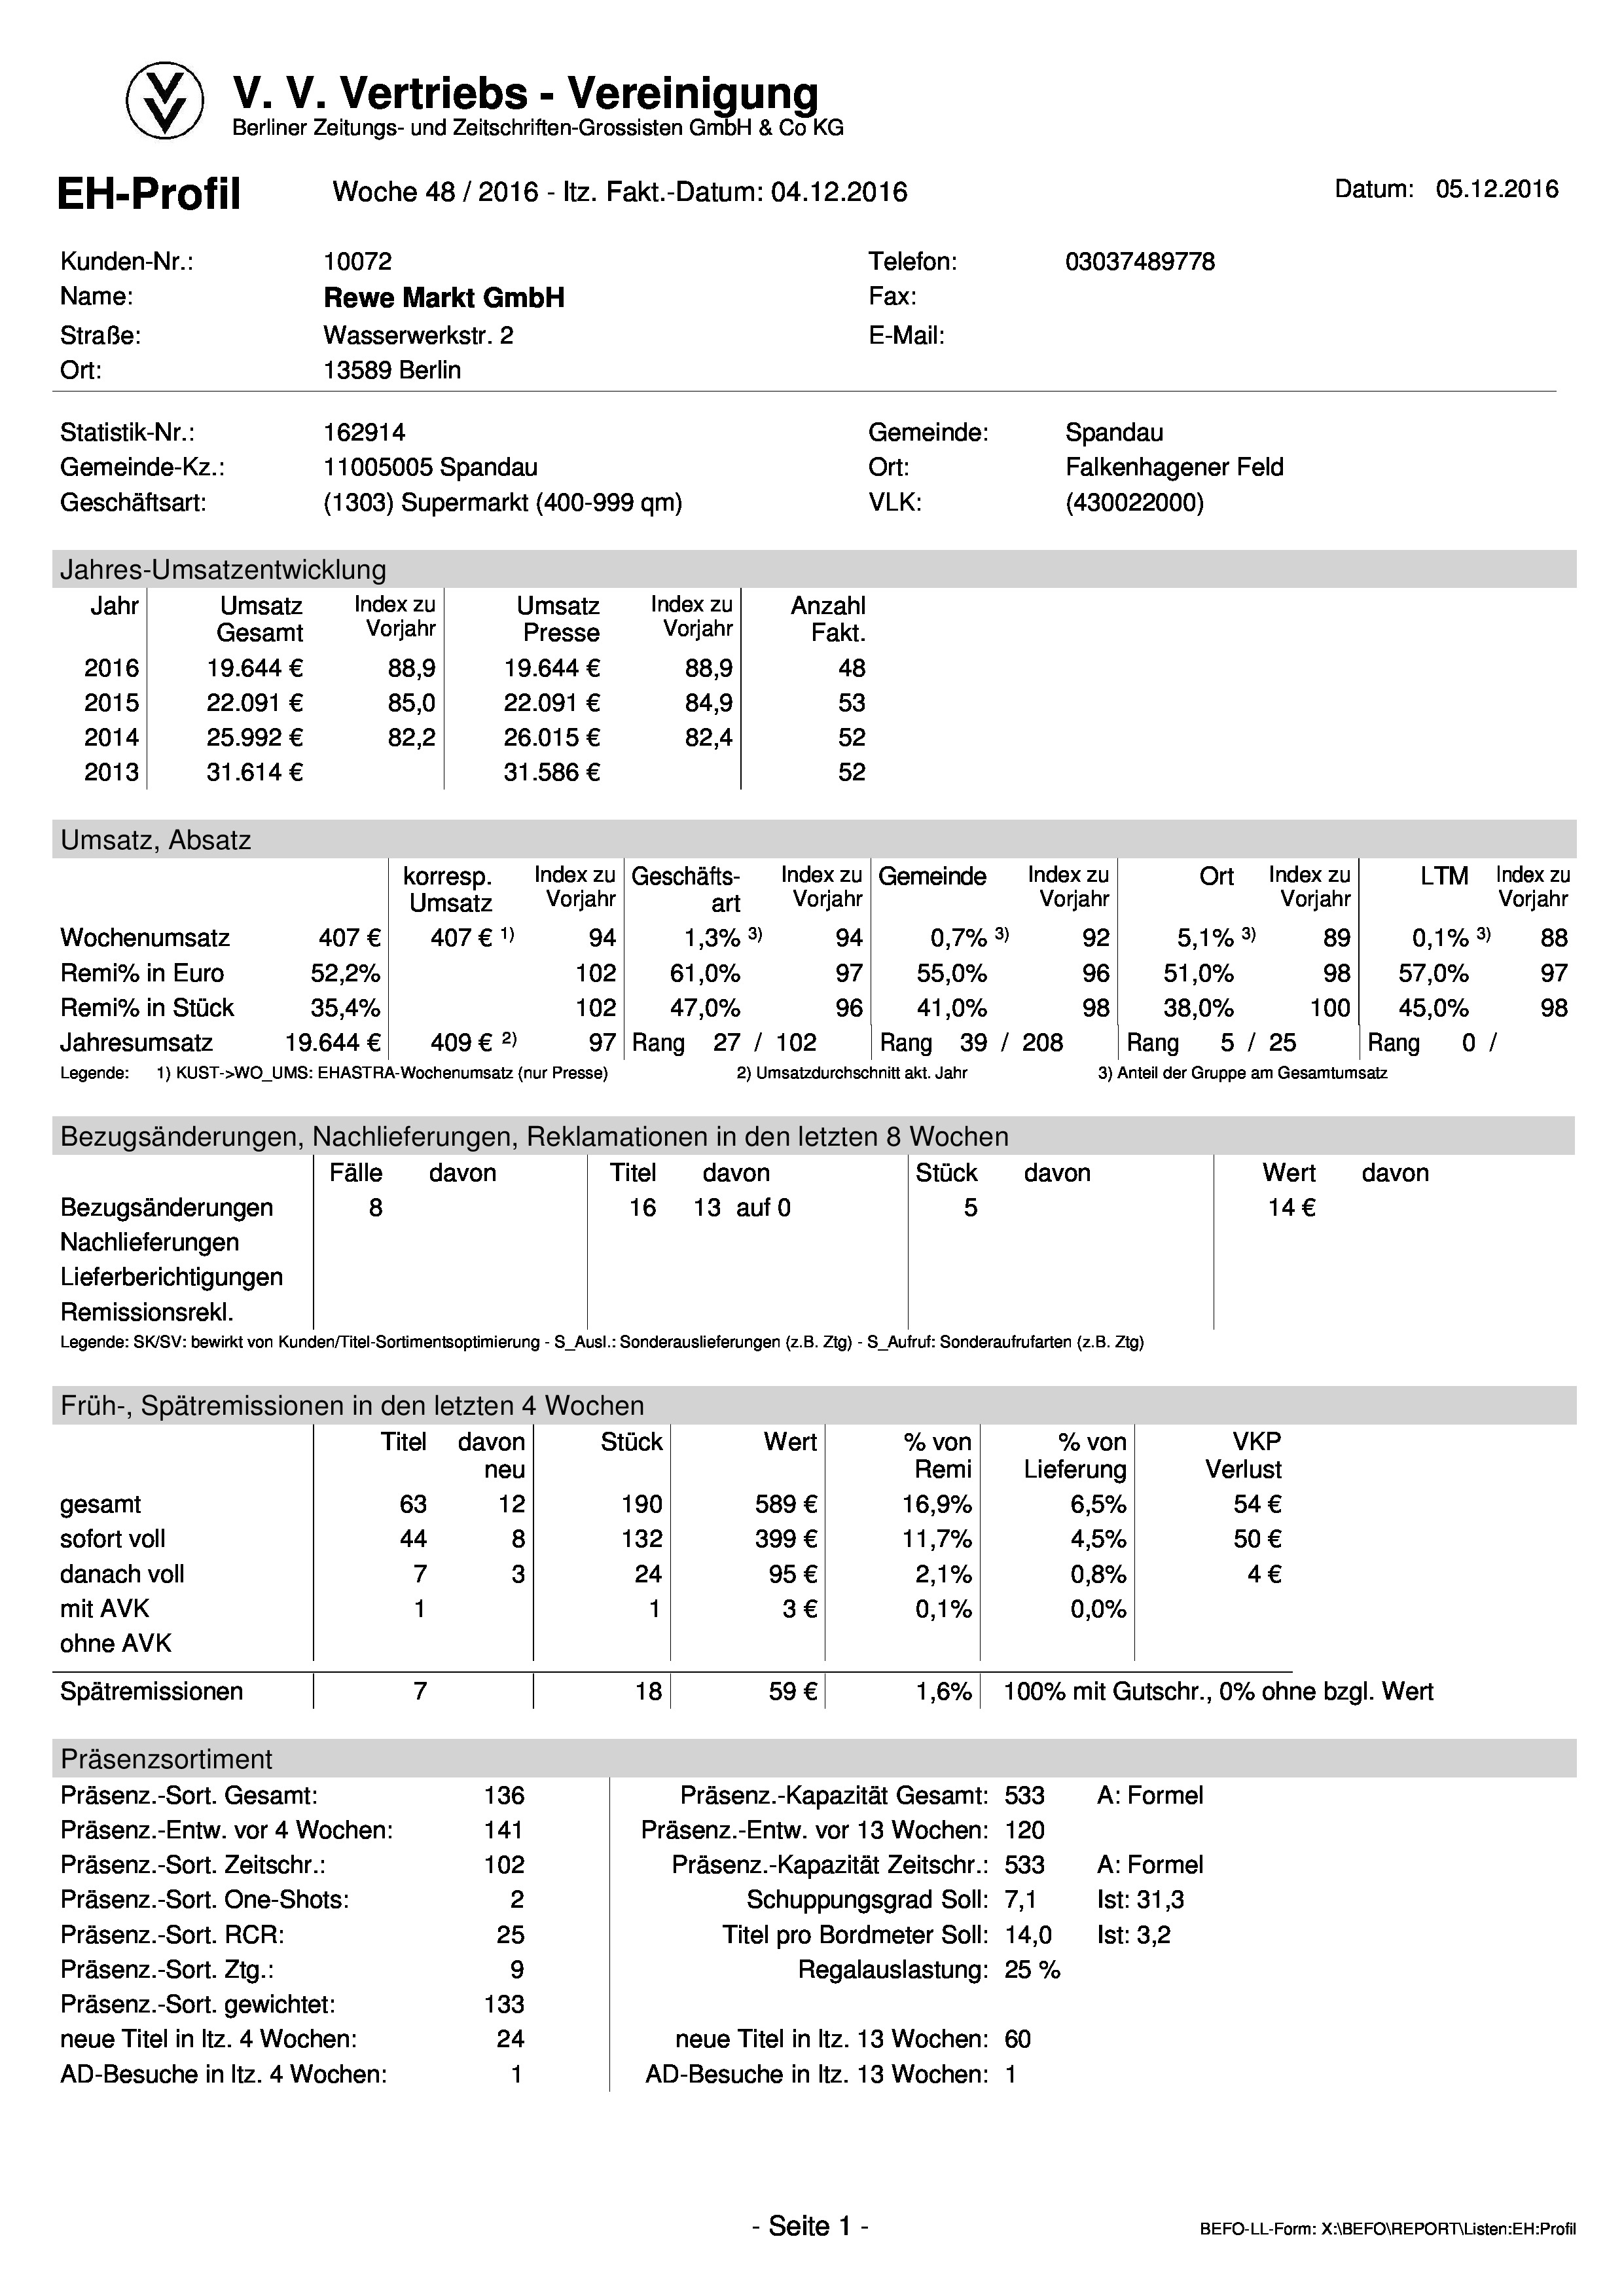 V. V. Vertriebs - Vereinigung
Berliner Zeitungs- und Zeitschriften-Grossisten GmbH & Co KG
EH-Profil Woche 48 / 2016 - ltz. Fakt.-Datum: 04.12.2016 Datum: 05.12.2016
Kunden-Nr.: 10072 Telefon: 03037489778
Name: Rewe Markt GmbH Fax:
Straße: Wasserwerkstr. 2 E-Mail:
Ort: 13589 Berlin
Statistik-Nr.: 162914 Gemeinde: Spandau
Gemeinde-Kz.: 11005005 Spandau Ort: Falkenhagener Feld
Geschäftsart: (1303) Supermarkt (400-999 qm) VLK: (430022000)
Jahres-Umsatzentwicklung
Jahr Umsatz Index zu Umsatz Index zu Anzahl
Gesamt Vorjahr Presse Vorjahr Fakt.
2016 19.644 € 88,9 19.644 € 88,9 48
2015 22.091 € 85,0 22.091 € 84,9 53
2014 25.992 € 82,2 26.015 € 82,4 52
2013 31.614 € 31.586 € 52
Umsatz, Absatz
korresp. Index zu Geschäfts- Index zu Gemeinde Index zu Ort Index zu LTM Index zu
Umsatz Vorjahr art Vorjahr Vorjahr Vorjahr Vorjahr
Wochenumsatz 407 € 407 € 1) 94 1,3% 3) 94 0,7% 3) 92 5,1% 3) 89 0,1% 3) 88
Remi% in Euro 52,2% 102 61,0% 97 55,0% 96 51,0% 98 57,0% 97
Remi% in Stück 35,4% 102 47,0% 96 41,0% 98 38,0% 100 45,0% 98
Jahresumsatz 19.644 € 409 € 2) 97 Rang 27 / 102 Rang 39 / 208 Rang 5 / 25 Rang 0 /
Legende: 1) KUST->WO_UMS: EHASTRA-Wochenumsatz (nur Presse) 2) Umsatzdurchschnitt akt. Jahr 3) Anteil der Gruppe am Gesamtumsatz
Bezugsänderungen, Nachlieferungen, Reklamationen in den letzten 8 Wochen
Fälle davon Titel davon Stück davon Wert davon
Bezugsänderungen 8 16 13 auf 0 5 14 €
Nachlieferungen
Lieferberichtigungen
Remissionsrekl.
Legende: SK/SV: bewirkt von Kunden/Titel-Sortimentsoptimierung - S_Ausl.: Sonderauslieferungen (z.B. Ztg) - S_Aufruf: Sonderaufrufarten (z.B. Ztg)
Früh-, Spätremissionen in den letzten 4 Wochen
Titel davon Stück Wert % von % von VKP
neu Remi Lieferung Verlust
gesamt 63 12 190 589 € 16,9% 6,5% 54 €
sofort voll 44 8 132 399 € 11,7% 4,5% 50 €
danach voll 7 3 24 95 € 2,1% 0,8% 4 €
mit AVK 1 1 3 € 0,1% 0,0%
ohne AVK
Spätremissionen 7 18 59 € 1,6% 100% mit Gutschr., 0% ohne bzgl. Wert
Präsenzsortiment
Präsenz.-Sort. Gesamt: 136 Präsenz.-Kapazität Gesamt: 533 A: Formel
Präsenz.-Entw. vor 4 Wochen: 141 Präsenz.-Entw. vor 13 Wochen: 120
Präsenz.-Sort. Zeitschr.: 102 Präsenz.-Kapazität Zeitschr.: 533 A: Formel
Präsenz.-Sort. One-Shots: 2 Schuppungsgrad Soll: 7,1 Ist: 31,3
Präsenz.-Sort. RCR: 25 Titel pro Bordmeter Soll: 14,0 Ist: 3,2
Präsenz.-Sort. Ztg.: 9 Regalauslastung: 25 %
Präsenz.-Sort. gewichtet: 133
neue Titel in ltz. 4 Wochen: 24 neue Titel in ltz. 13 Wochen: 60
AD-Besuche in ltz. 4 Wochen: 1 AD-Besuche in ltz. 13 Wochen: 1
- Seite 1 - BEFO-LL-Form: X:\BEFO\REPORT\Listen:EH:Profil